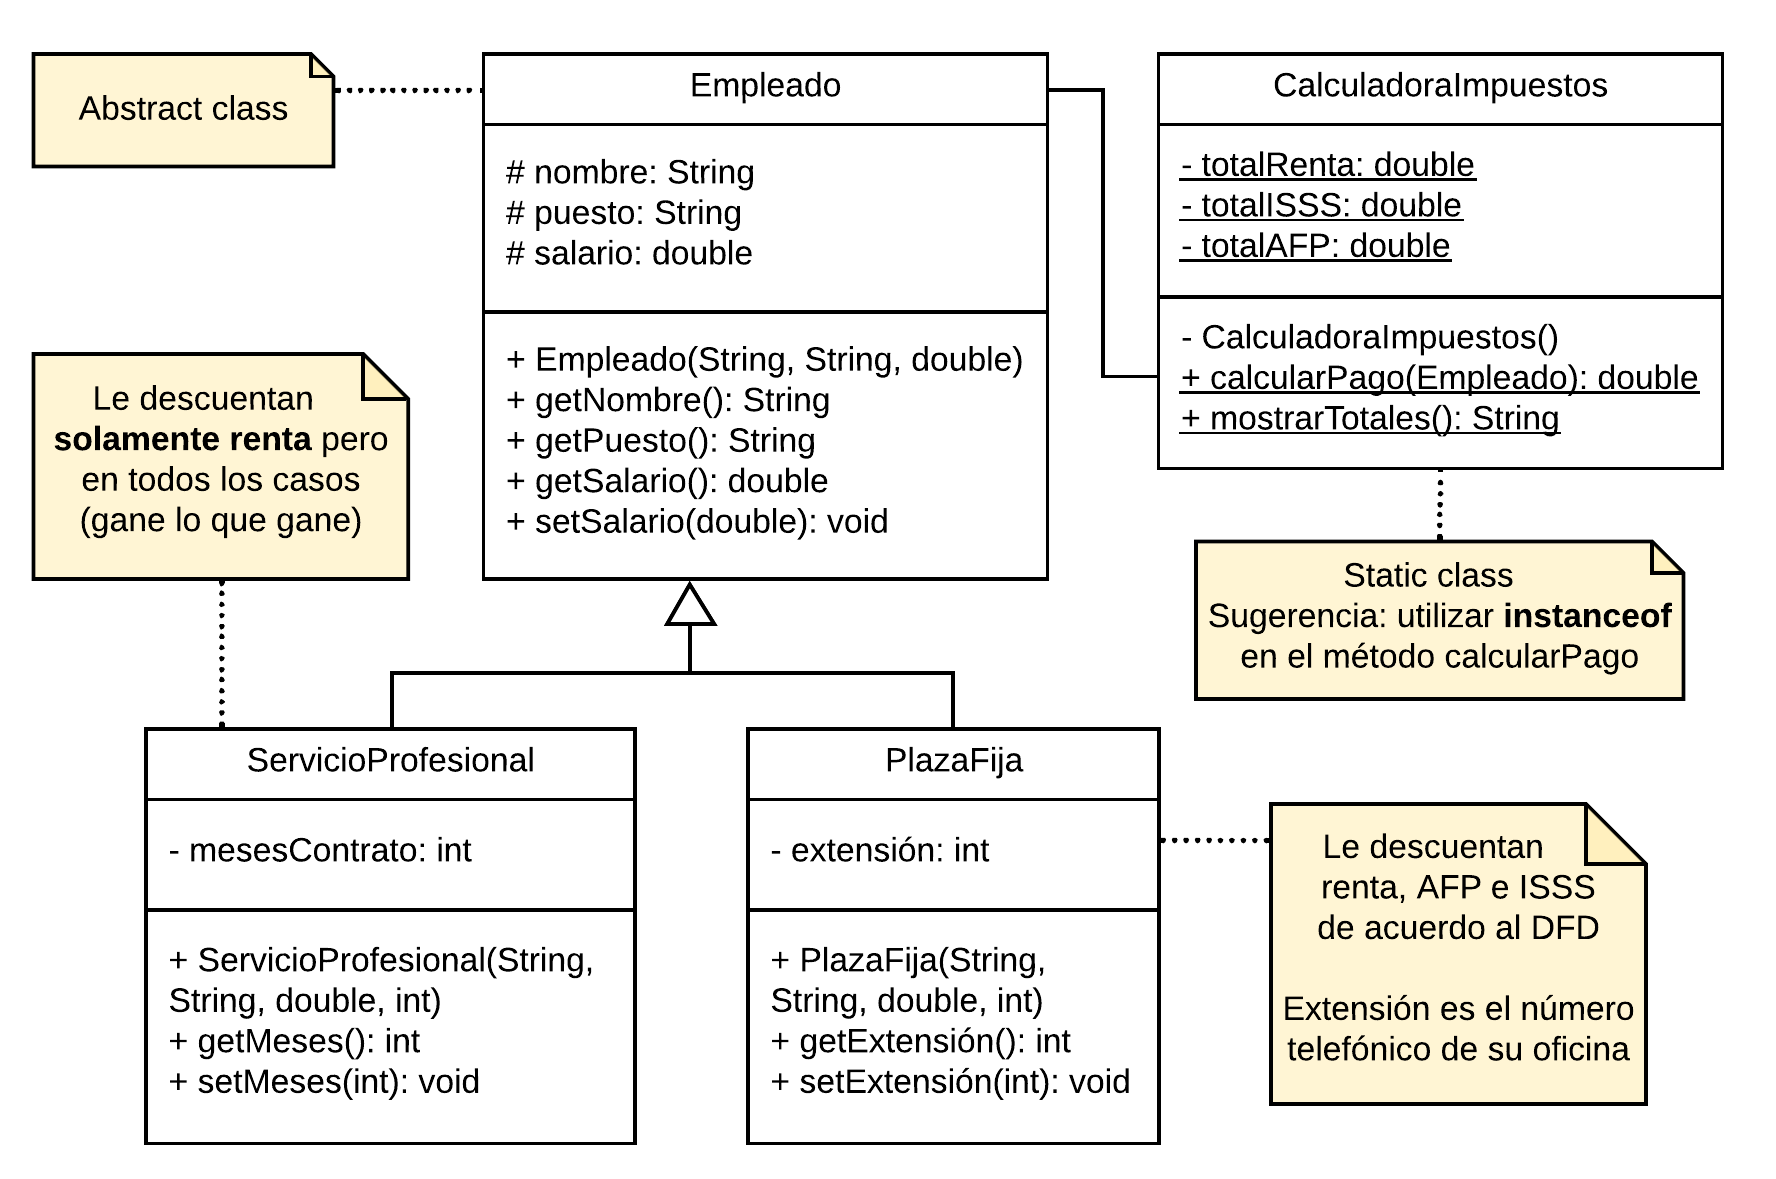 Abstract class
Empleado
# nombre: String
# puesto: String
# salario: double
+ Empleado(String, String, double)
+ getNombre(): String
+ getPuesto(): String
+ getSalario(): double
+ setSalario(double): void
CalculadoraImpuestos
- totalRenta: double
- totalISSS: double
- totalAFP: double
- CalculadoraImpuestos()
+ calcularPago(Empleado): double
+ mostrarTotales(): String
Le descuentan
solamente renta pero
en todos los casos
(gane lo que gane)
Static class
Sugerencia: utilizar instanceof
en el método calcularPago
ServicioProfesional
- mesesContrato: int
+ ServicioProfesional(String,
String, double, int)
+ getMeses(): int
+ setMeses(int): void
PlazaFija
- extensión: int
+ PlazaFija(String,
String, double, int)
+ getExtensión(): int
+ setExtensión(int): void
Le descuentan
renta, AFP e ISSS
de acuerdo al DFD
Extensión es el número
telefónico de su oficina